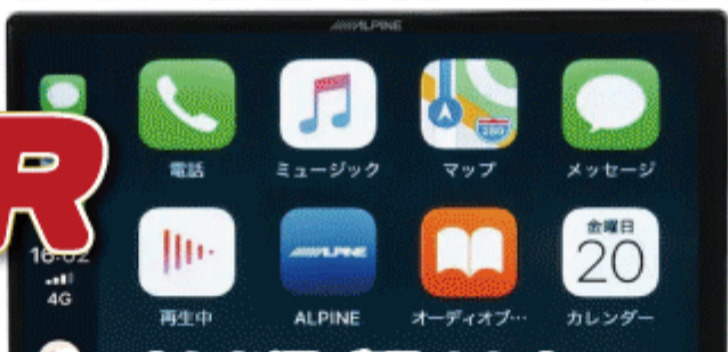 ALPINE
R
電話
ミュージック
マップ
メッセージ
280
16:02
4G
金曜日
20
再生中
ALPINE
オーディオブ…
カレンダー